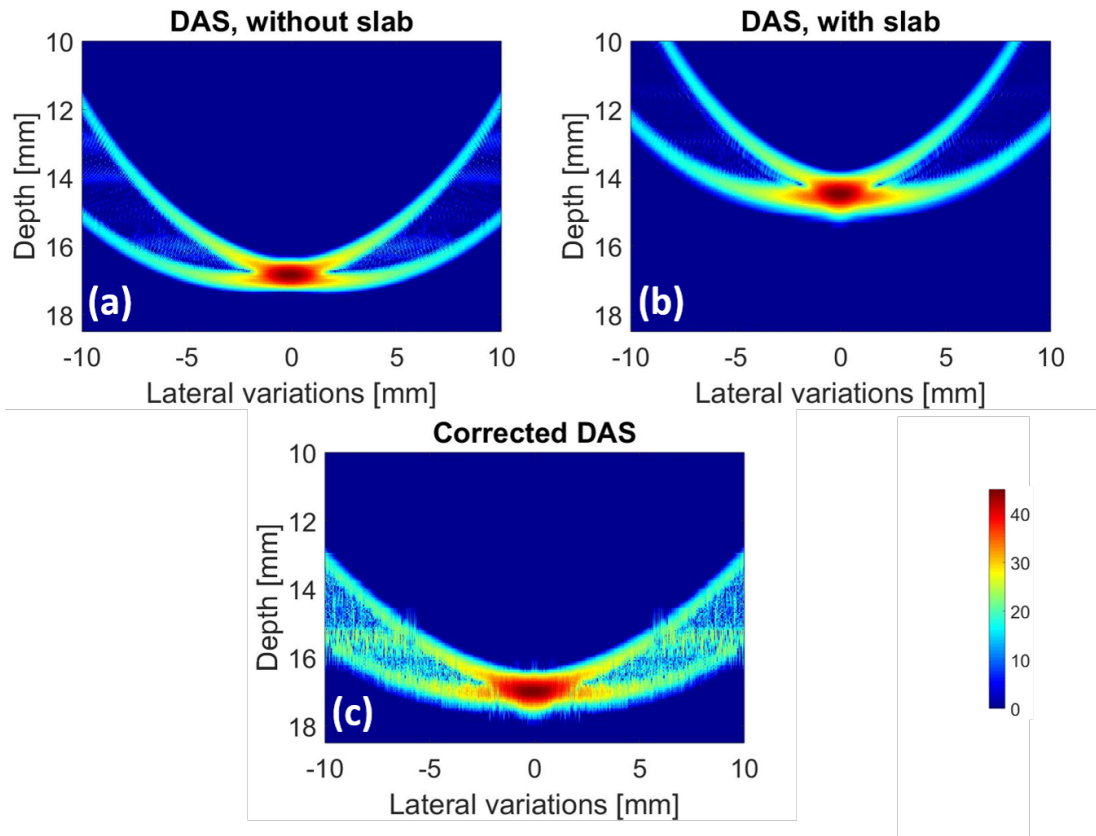 DAS, without slab
10
12
14
16
18
Depth [mm]
(a)
-10 -5 0 5 10
Lateral variations [mm]
DAS, with slab
10
12
14
16
18
Depth [mm]
(b)
-10 -5 0 5 10
Lateral variations [mm]
Corrected DAS
10
12
14
16
18
Depth [mm]
(c)
-10 -5 0 5 10
Lateral variations [mm]
40
30
20
10
0